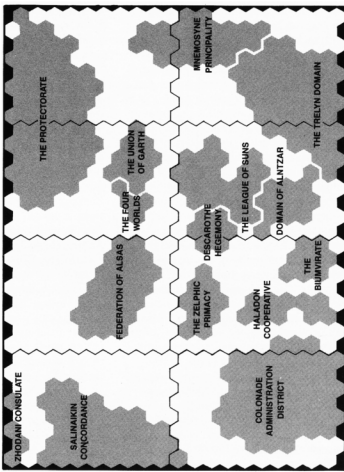 ZHODANI CONSULATE
THE PROTECTORATE
SALINAIKIN
CONCORDANCE
FEDERATION OF ALSAS
THE FOUR
WORLDS
THE UNION
OF GARTH
THE ZELPHIC
PRIMACY
DESCAROTHE
HEGEMONY
MNEMOSYNE
PRINCIPALITY
THE LEAGUE OF SUNS
HALADON
COOPERATIVE
COLONADE
ADMINISTRATION
DISTRICT
DOMAIN OF ALNTZAR
THE
BIUMVIRATE
THE TRELYN DOMAIN